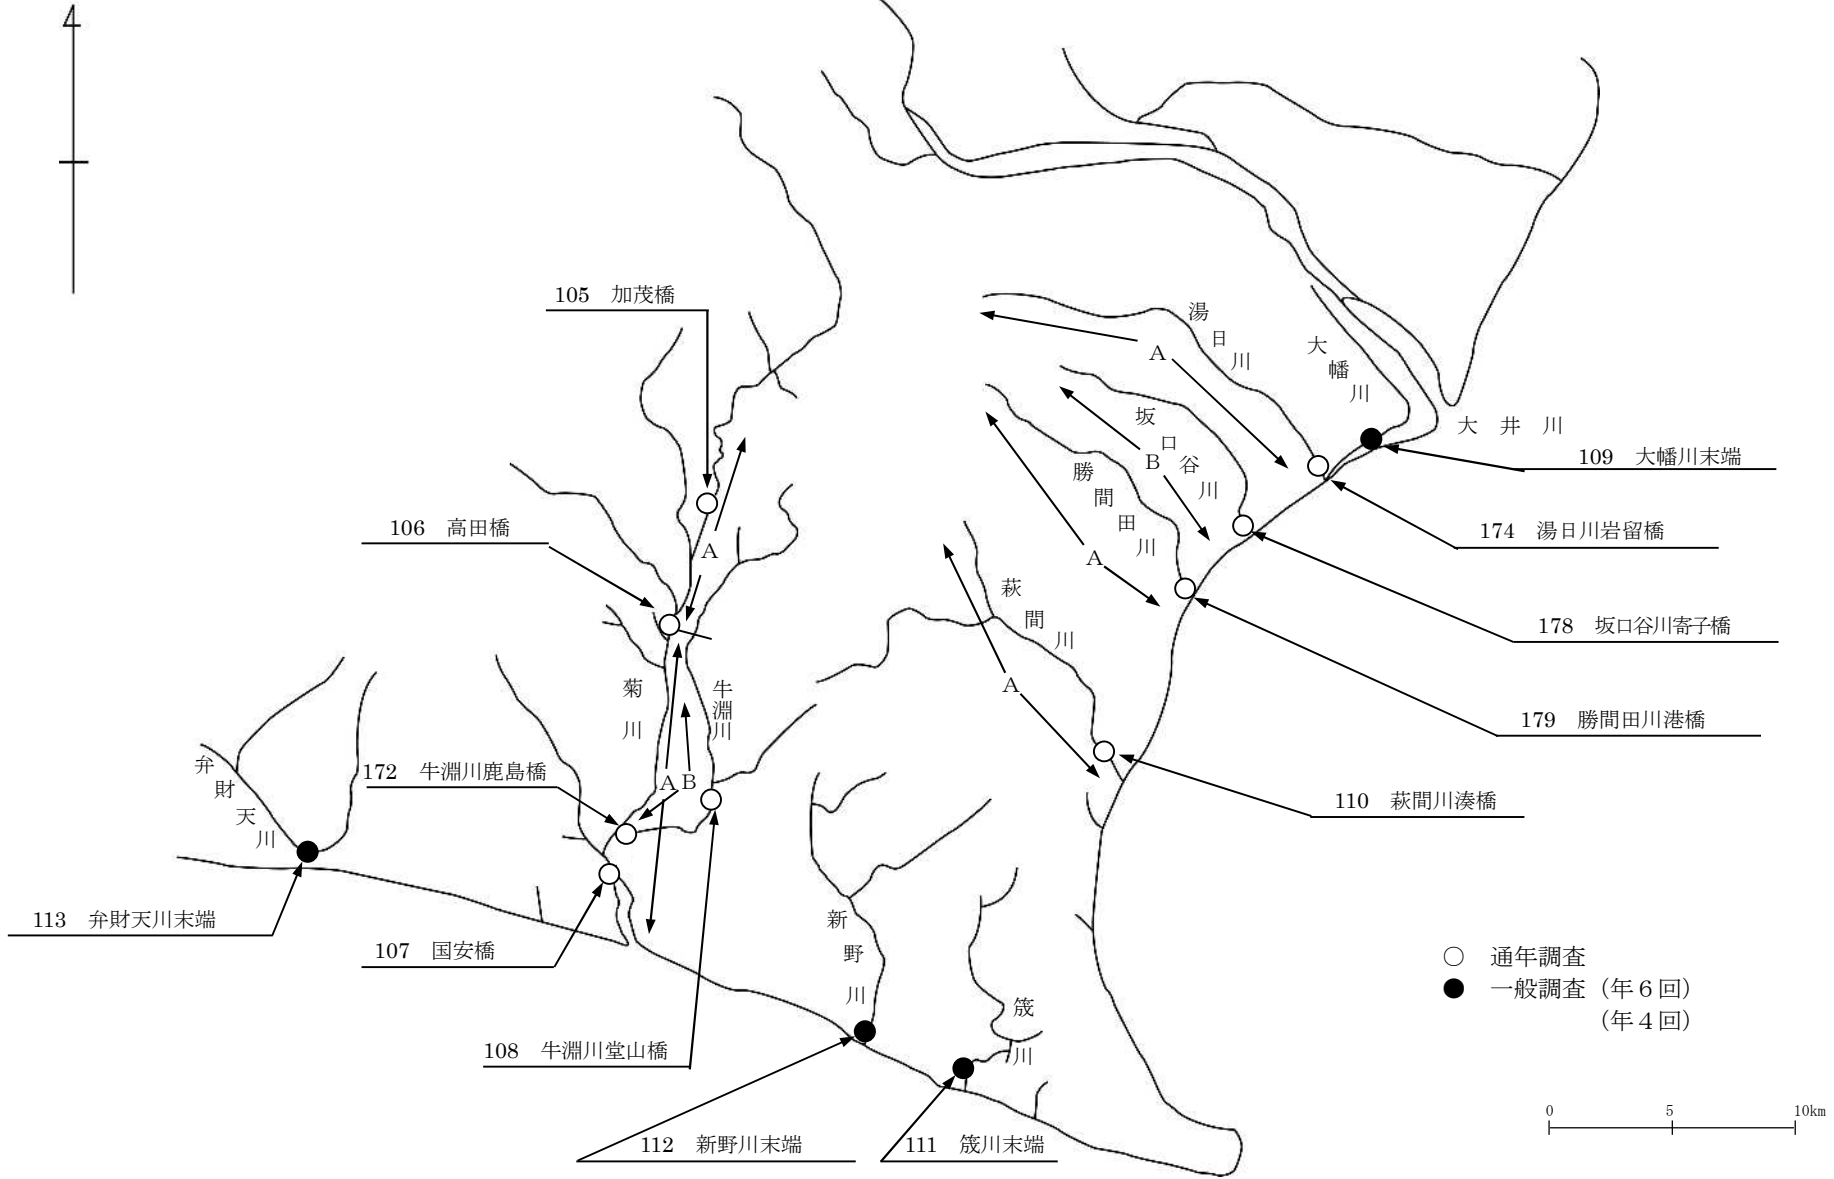 4
105 加茂橋
106 高田橋
172 牛淵川鹿島橋
113 弁財天川末端
107 国安橋
108 牛淵川堂山橋
112 新野川末端
111 筬川末端
109 大幡川末端
174 湯日川岩留橋
178 坂口谷川寄子橋
179 勝間田川港橋
110 萩間川湊橋
湯日川
大幡川
大井川
坂口谷川
勝間田川
萩間川
菊川
牛淵川
弁財天川
新野川
筬川
A
A
B
A
A
A
A
B
○ 通年調査
● 一般調査（年６回）
（年４回）
0 5 10km